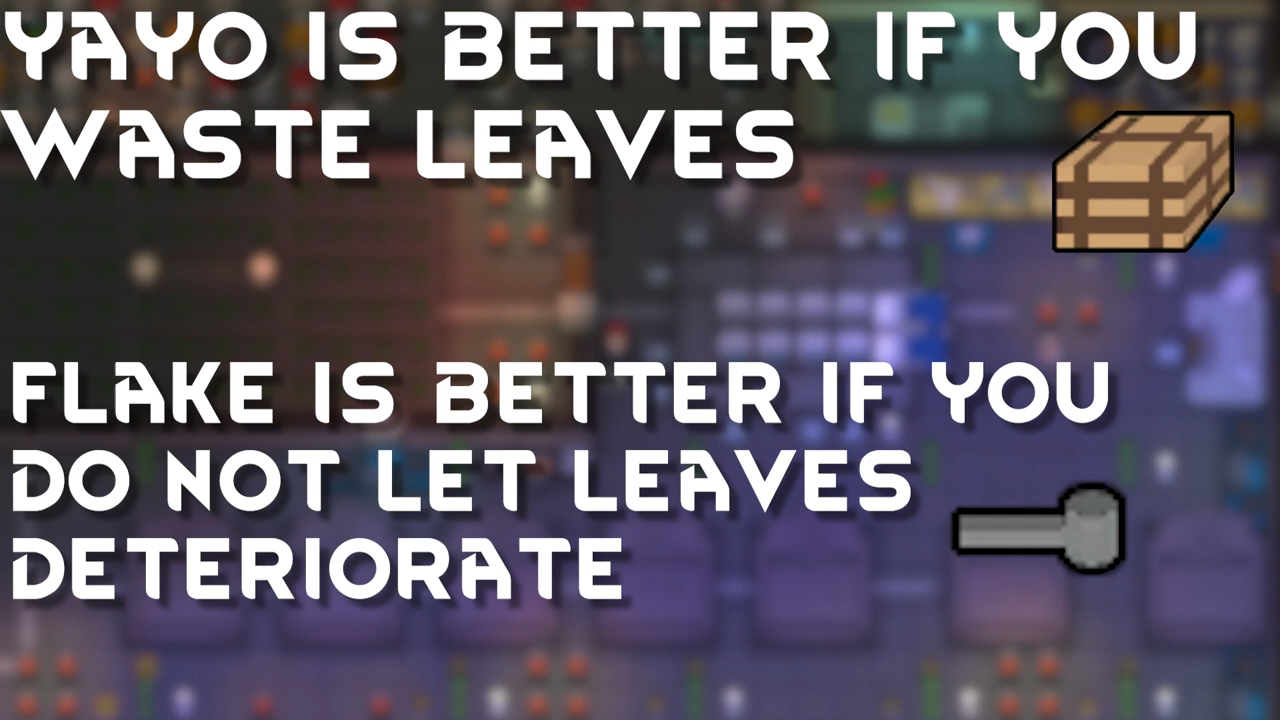 YAYO IS BETTER IF YOU
WASTE LEAVES
FLAKE IS BETTER IF YOU
DO NOT LET LEAVES
DETERIORATE